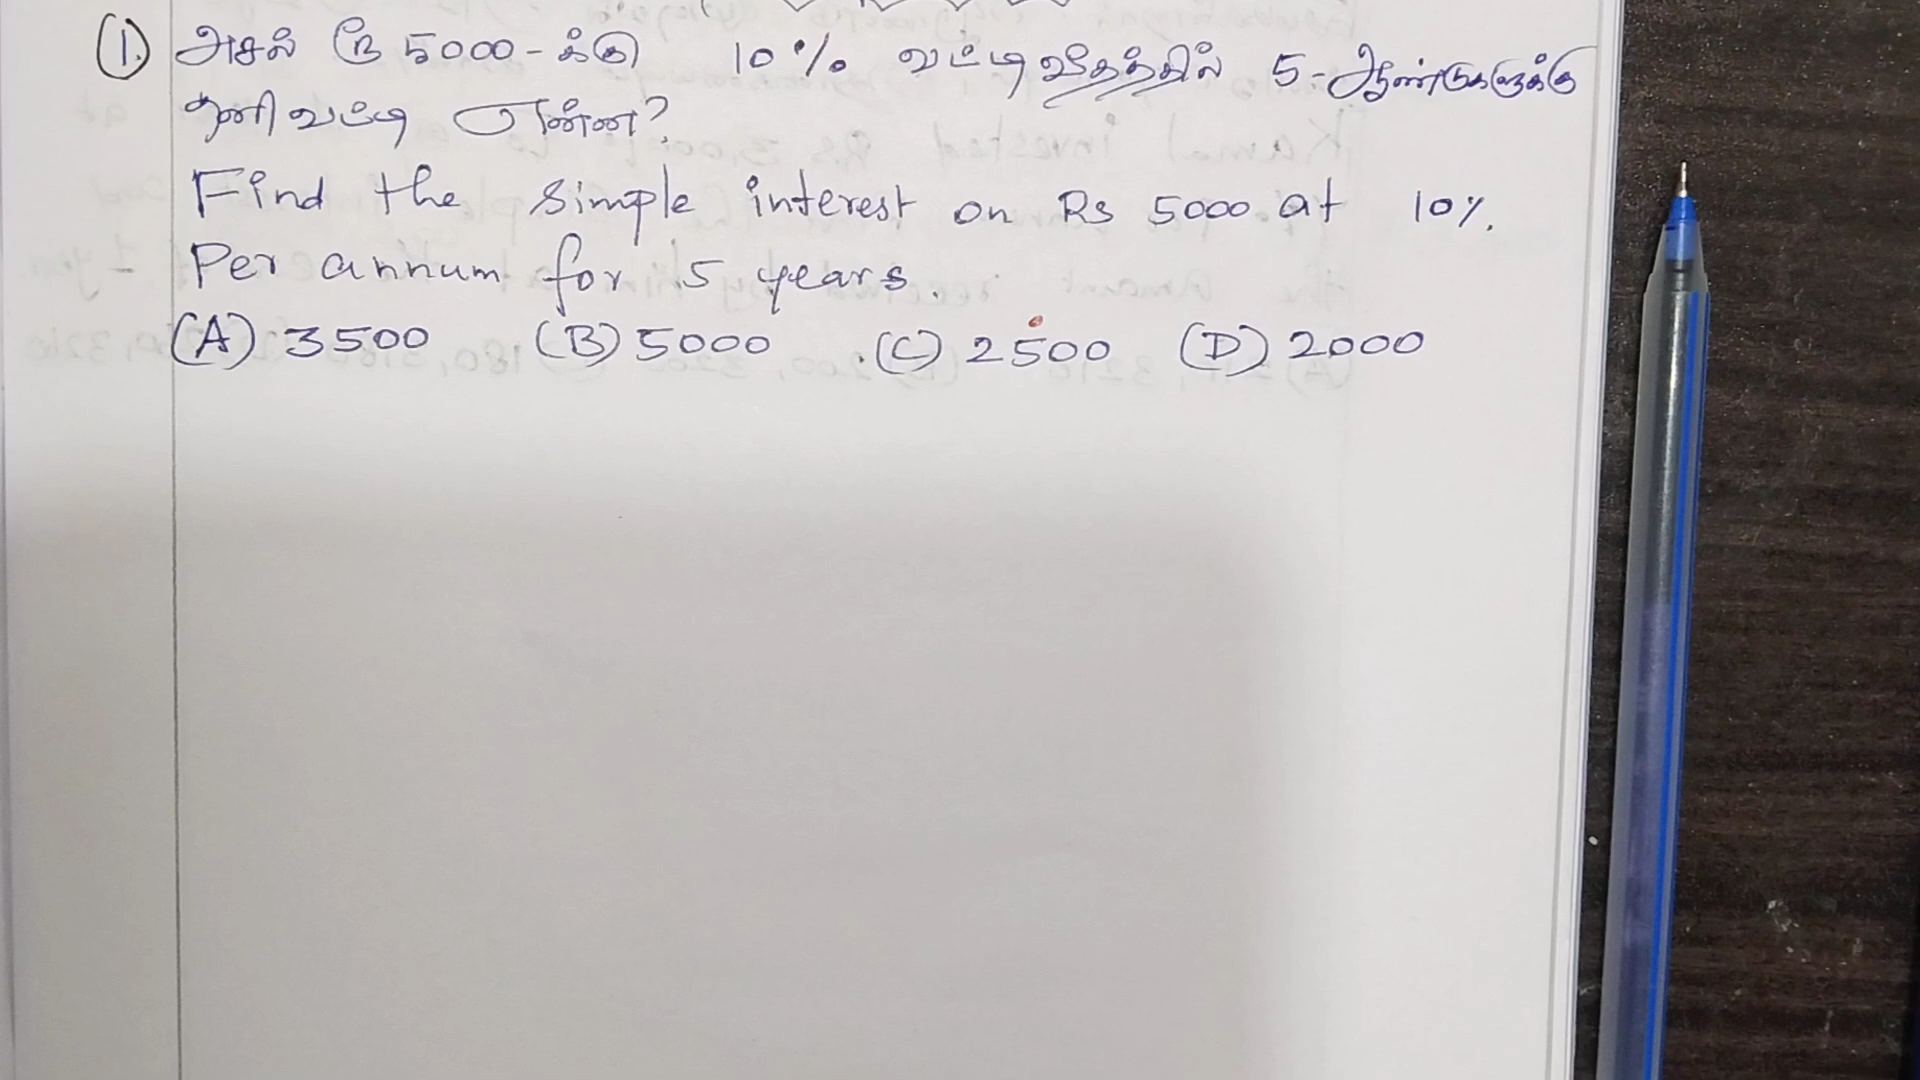 1. அசல் ரூ 5000-க்கு 10% வட்டி வீதத்தில் 5-ஆண்டுகளுக்கு
தனி வட்டி என்ன?
Find the simple interest on Rs 5000 at 10%.
Per annum for 5 years.
(A) 3500 (B) 5000 (C) 2500 (D) 2000